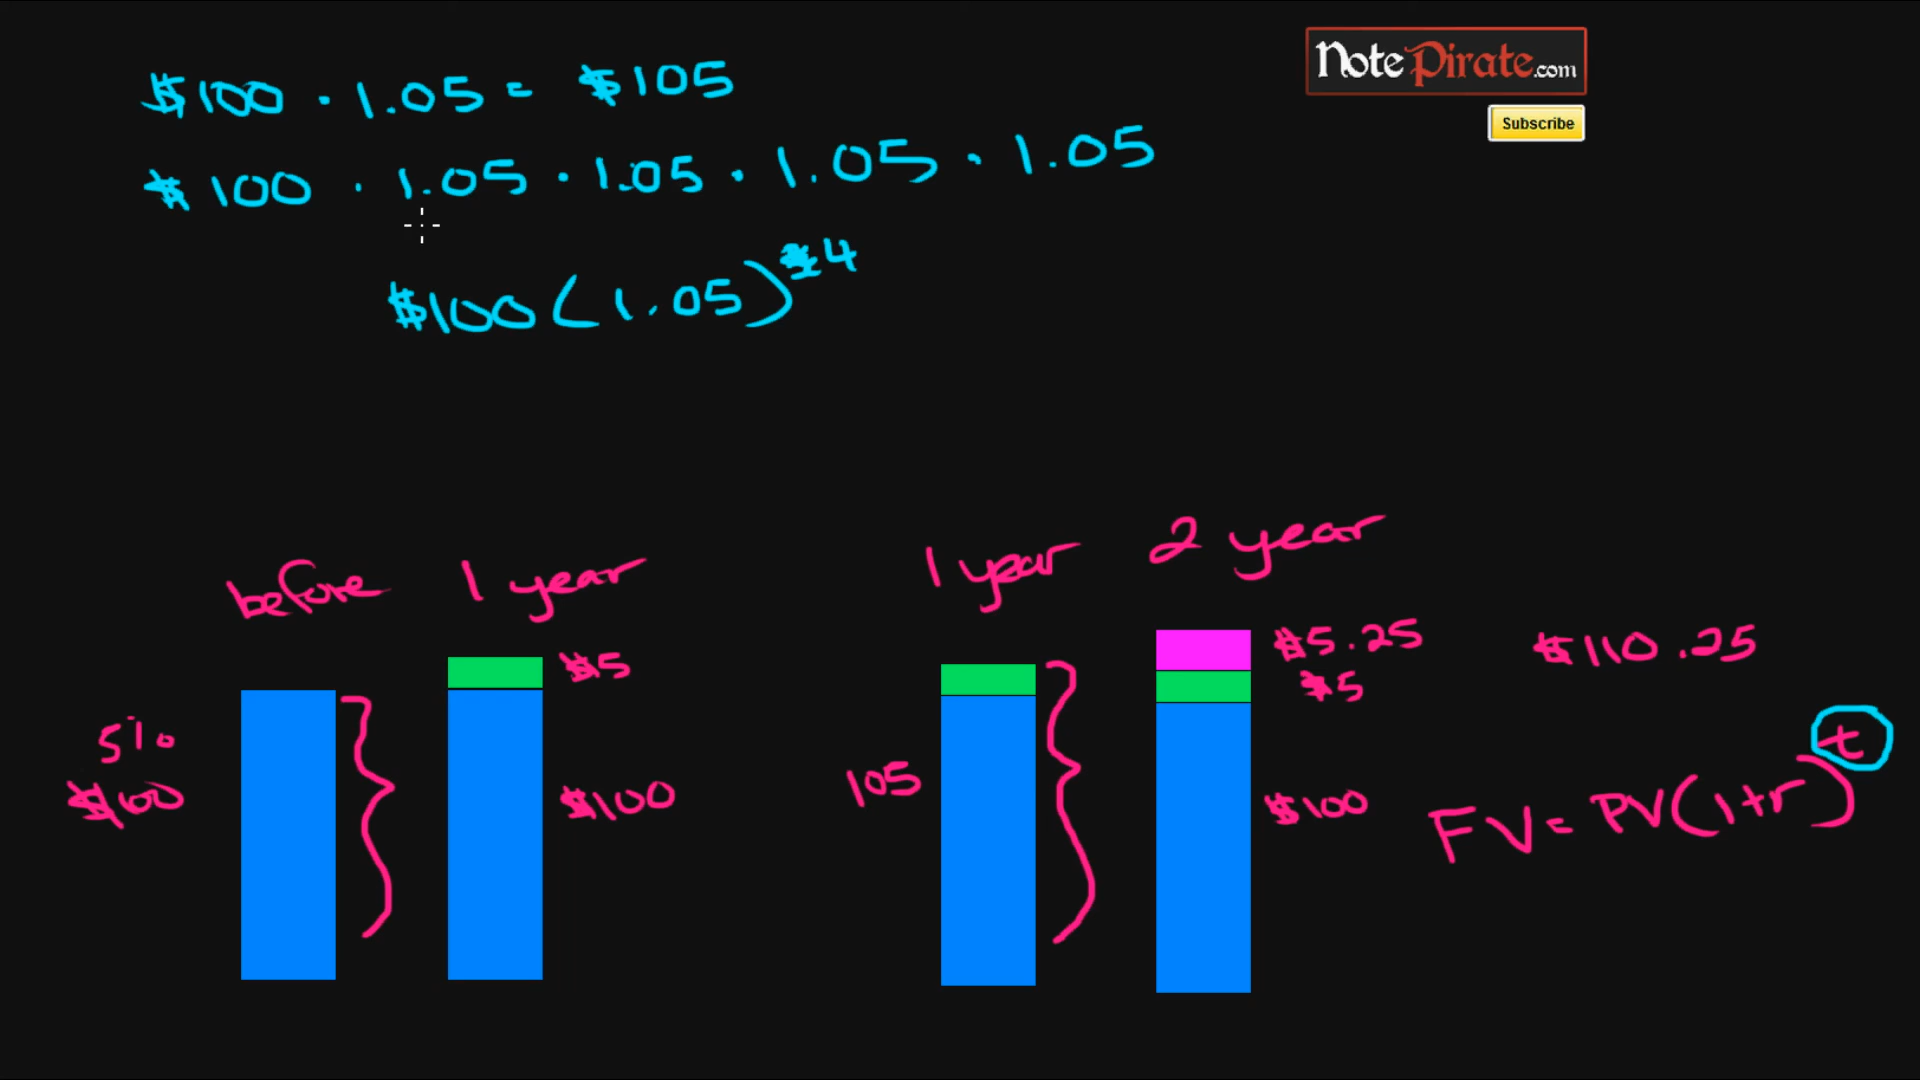 $100 · 1.05 = $105
NotePirate.com
Subscribe
$100 · 1.05 · 1.05 · 1.05 · 1.05
$100(1.05)^4
before
1 year
1 year
2 year
$5
$5.25
$110.25
$5
5%
$100
$100
105
$100
FV = PV(1+r)^t